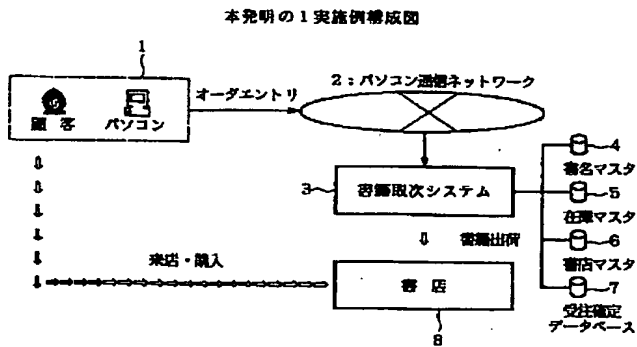 本発明の1実施例構成図
1
オーダエントリ
2:パソコン通信ネットワーク
顧 客
パソコン
4
書名マスタ
3
書籍取次システム
5
在庫マスタ
書籍出荷
6
書店マスタ
来店・購入
書 店
7
受注確定
データベース
8